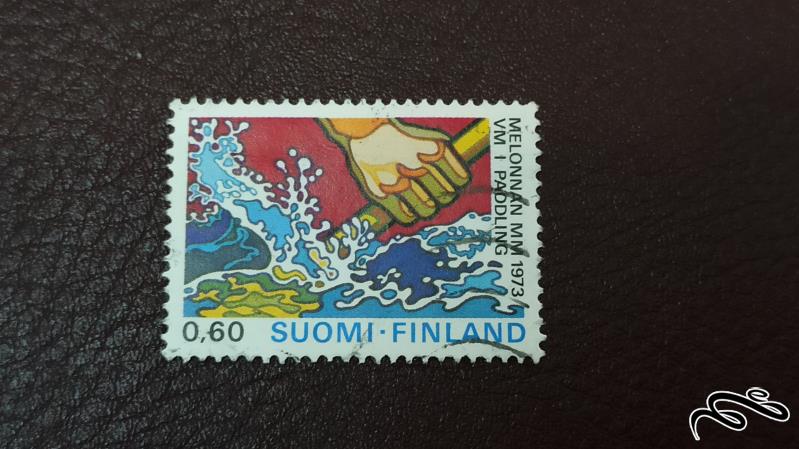 MELONNAN MM 1973
VM I PADDLING
0,60 SUOMI·FINLAND